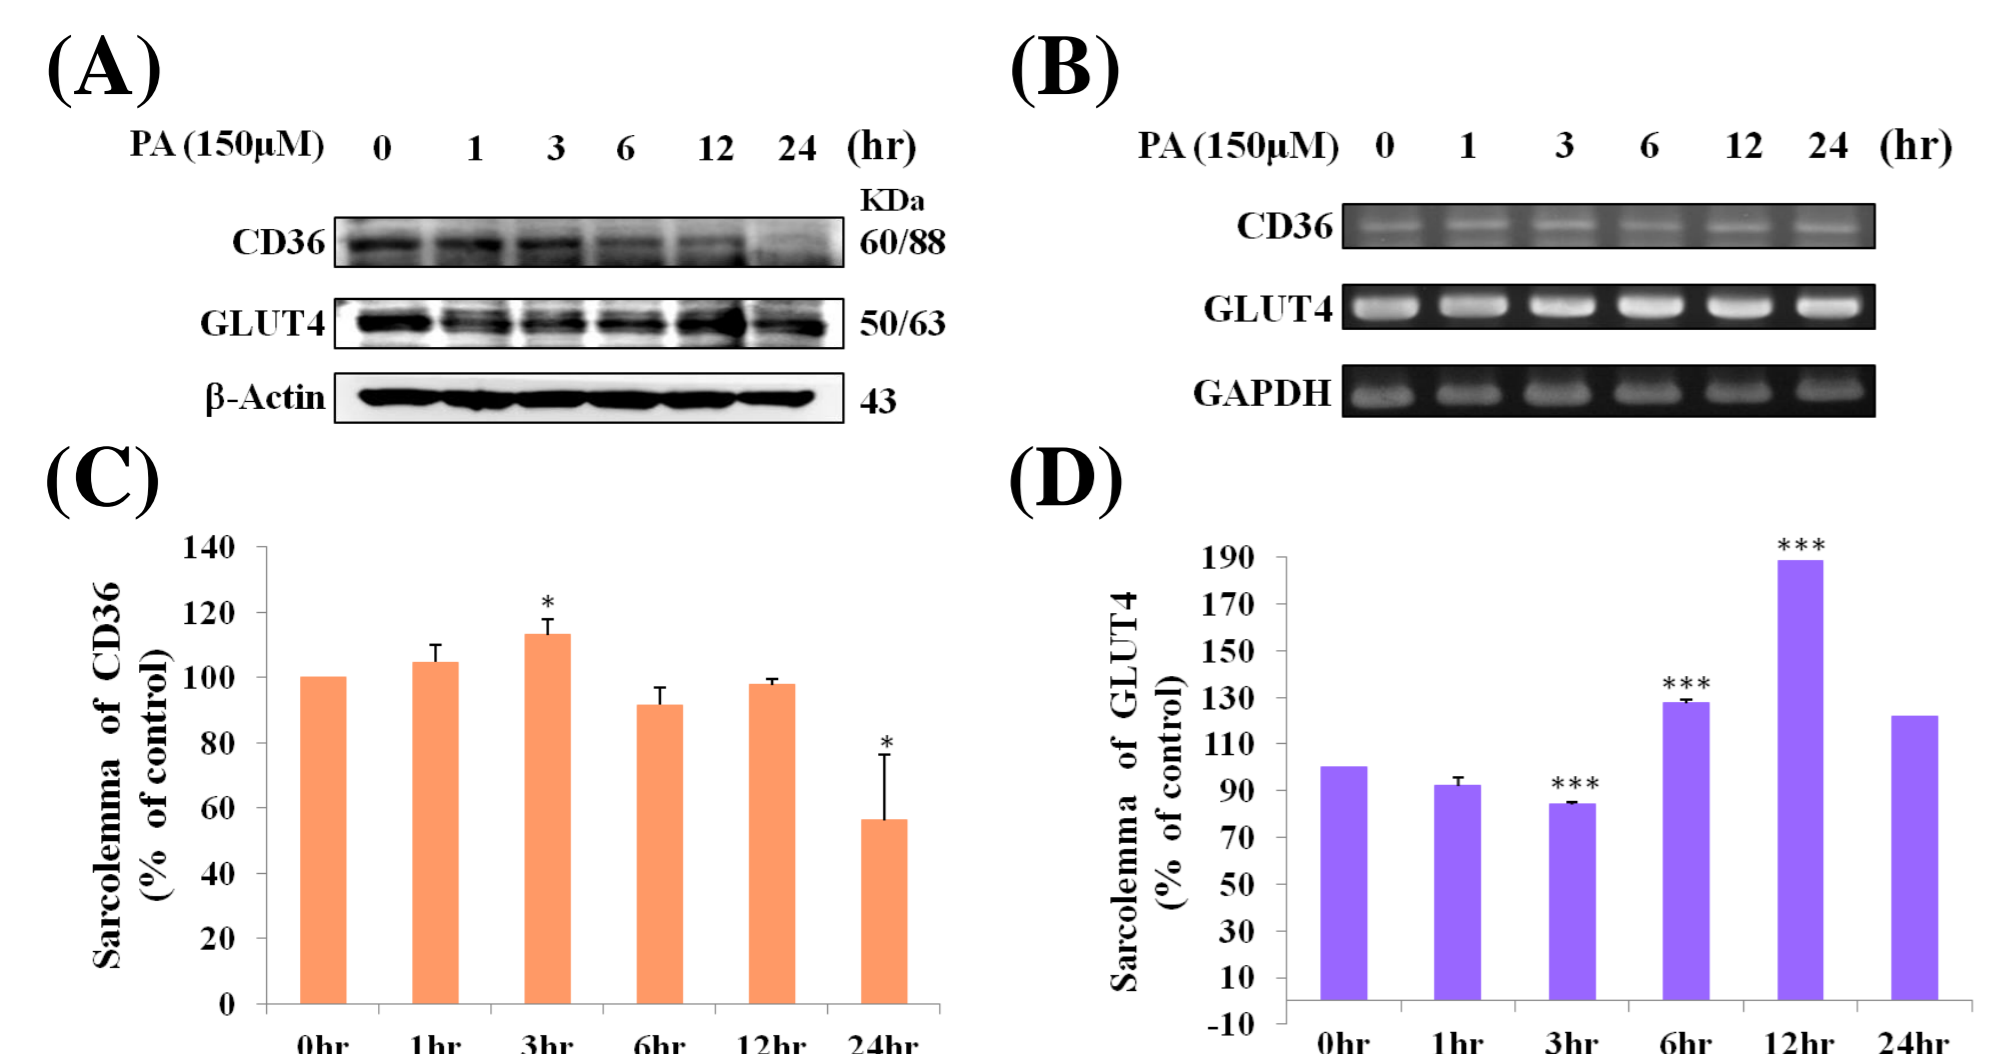 (A)
PA (150μM) 0 1 3 6 12 24 (hr)
KDa
CD36 60/88
GLUT4 50/63
β-Actin 43
(B)
PA (150μM) 0 1 3 6 12 24 (hr)
CD36
GLUT4
GAPDH
(C)
Sarcolemma of CD36
(% of control)
140
120
100
80
60
40
20
0
*
*
0hr 1hr 3hr 6hr 12hr 24hr
(D)
Sarcolemma of GLUT4
(% of control)
190
170
150
130
110
90
70
50
30
10
-10
***
***
***
0hr 1hr 3hr 6hr 12hr 24hr